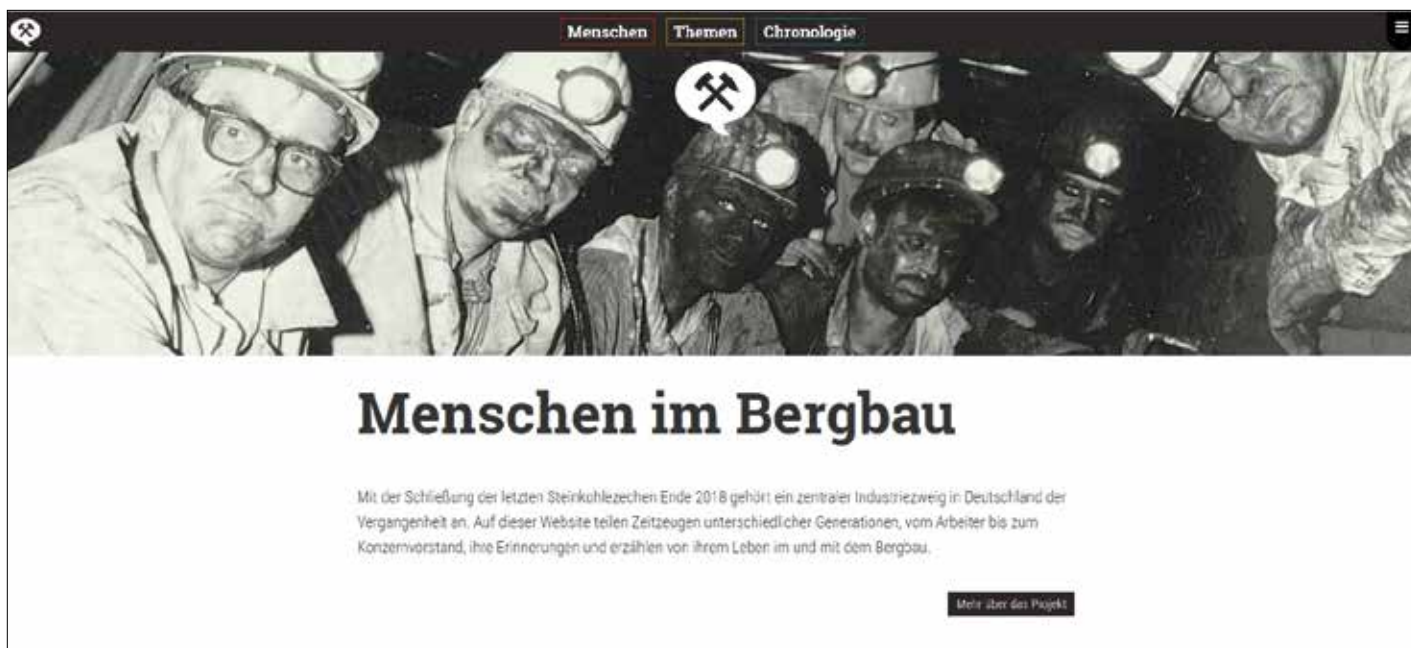 Menschen Themen Chronologie
Menschen im Bergbau
Mit der Schließung der letzten Steinkohlezechen Ende 2018 gehört ein zentraler Industriezweig in Deutschland der
Vergangenheit an. Auf dieser Website teilen Zeitzeugen unterschiedlicher Generationen, vom Arbeiter bis zum
Konzernvorstand, ihre Erinnerungen und erzählen von ihrem Leben im und mit dem Bergbau.
Mehr über das Projekt